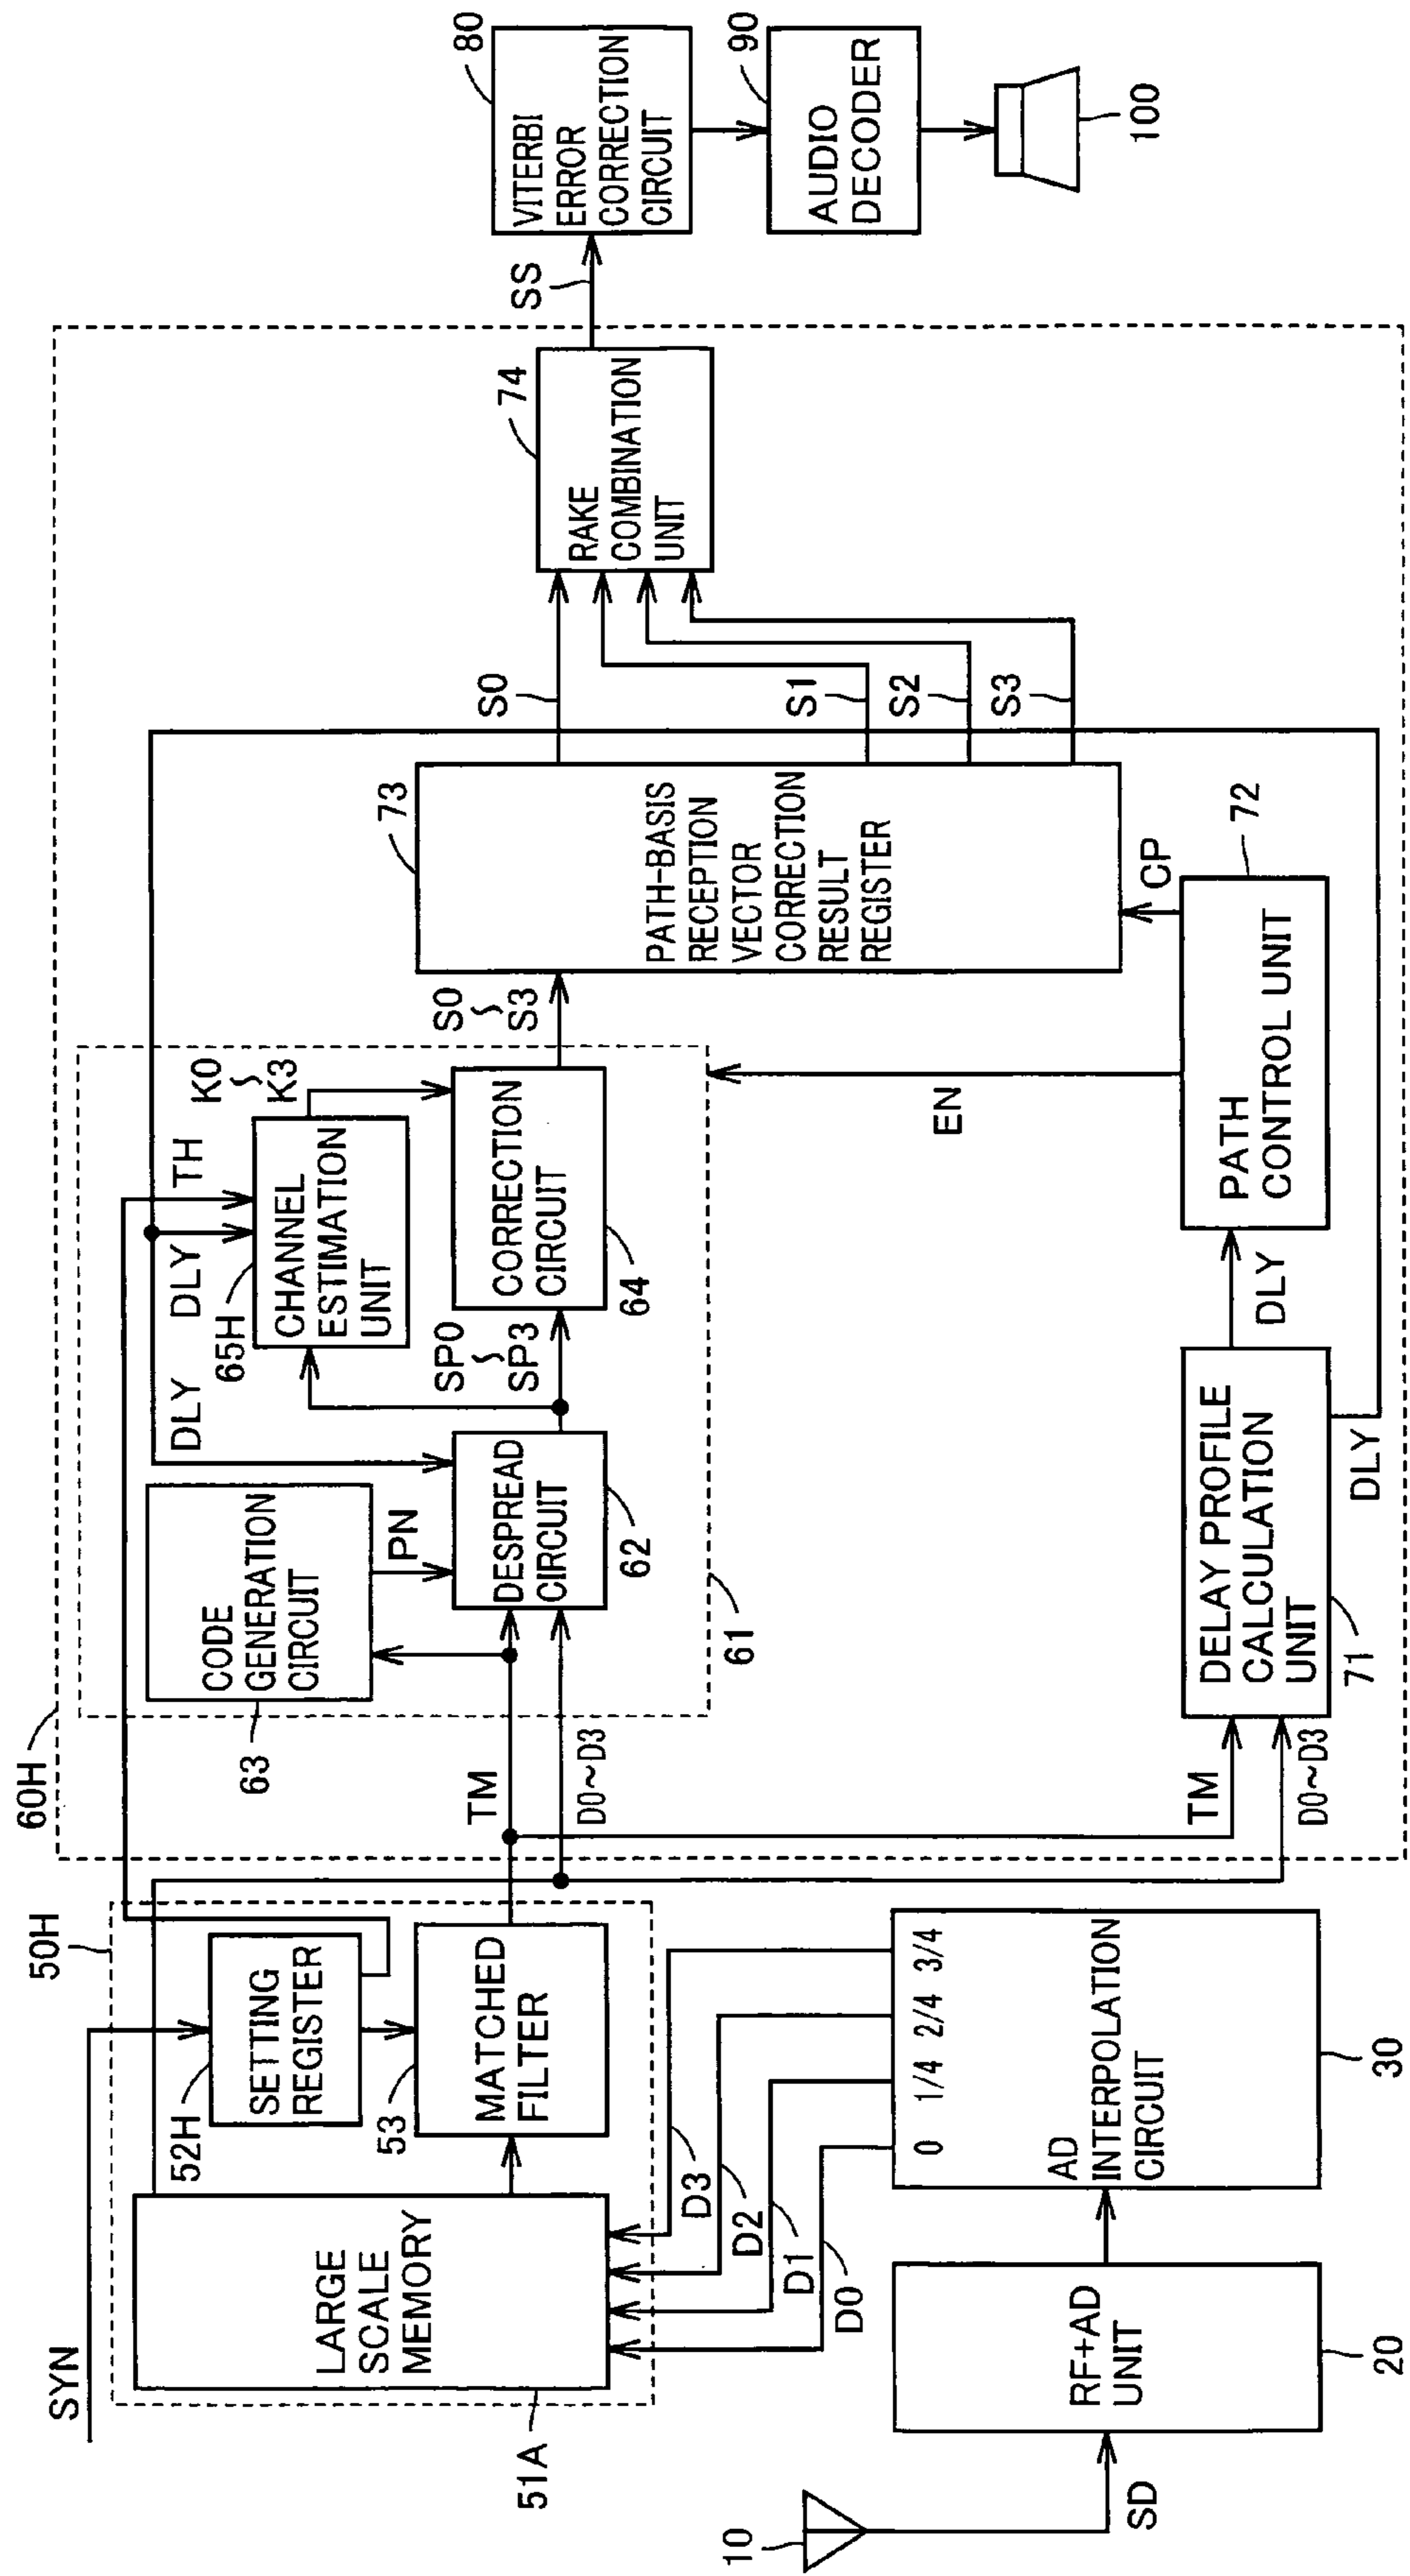 SYN
50H
LARGE
SCALE
MEMORY
51A
SETTING
REGISTER
52H
MATCHED
FILTER
53
10
SD
RF+AD
UNIT
20
AD
INTERPOLATION
CIRCUIT
30
0 1/4 2/4 3/4
D3
D2
D1
D0
60H
TM
D0~D3
TM
D0~D3
61
CODE
GENERATION
CIRCUIT
63
PN
DESPREAD
CIRCUIT
62
DLY
DLY
TH
SP0
~
SP3
CHANNEL
ESTIMATION
UNIT
65H
K0
~
K3
CORRECTION
CIRCUIT
64
S0
~
S3
DELAY PROFILE
CALCULATION
UNIT
71
DLY
DLY
PATH
CONTROL UNIT
72
EN
CP
PATH-BASIS
RECEPTION
VECTOR
CORRECTION
RESULT
REGISTER
73
S0
S1
S2
S3
RAKE
COMBINATION
UNIT
74
SS
VITERBI
ERROR
CORRECTION
CIRCUIT
80
AUDIO
DECODER
90
100